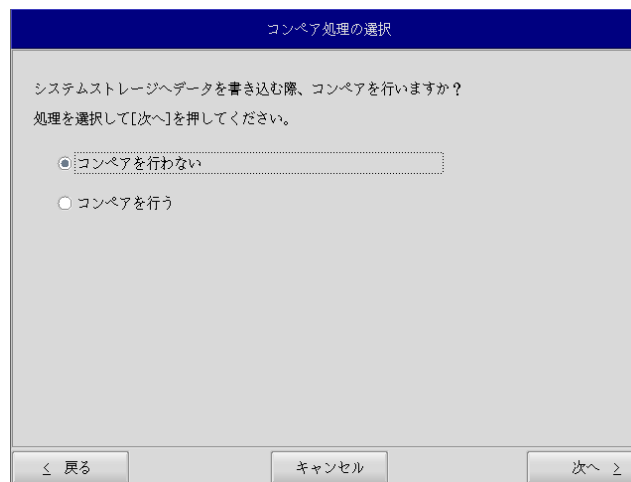 コンペア処理の選択
システムストレージへデータを書き込む際、コンペアを行いますか？
処理を選択して[次へ]を押してください。
コンペアを行わない
コンペアを行う
< 戻る
キャンセル
次へ >